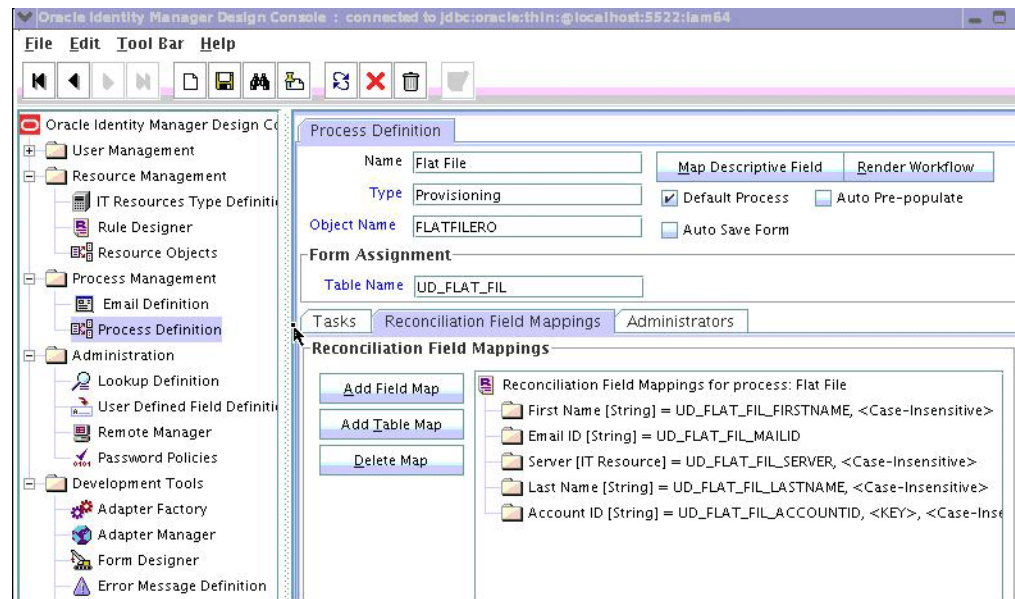 Oracle Identity Manager Design Console : connected to jdbc:oracle:thin:@localhost:5522:iam64
File Edit Tool Bar Help
Oracle Identity Manager Design Co
User Management
Resource Management
IT Resources Type Definiti
Rule Designer
Resource Objects
Process Management
Email Definition
Process Definition
Administration
Lookup Definition
User Defined Field Definiti
Remote Manager
Password Policies
Development Tools
Adapter Factory
Adapter Manager
Form Designer
Error Message Definition
Process Definition
Name Flat File
Map Descriptive Field Render Workflow
Type Provisioning
Default Process Auto Pre-populate
Object Name FLATFILERO
Auto Save Form
Form Assignment
Table Name UD_FLAT_FIL
Tasks Reconciliation Field Mappings Administrators
Reconciliation Field Mappings
Add Field Map
Add Table Map
Delete Map
Reconciliation Field Mappings for process: Flat File
First Name [String] = UD_FLAT_FIL_FIRSTNAME, <Case-Insensitive>
Email ID [String] = UD_FLAT_FIL_MAILID
Server [IT Resource] = UD_FLAT_FIL_SERVER, <Case-Insensitive>
Last Name [String] = UD_FLAT_FIL_LASTNAME, <Case-Insensitive>
Account ID [String] = UD_FLAT_FIL_ACCOUNTID, <KEY>, <Case-Inse